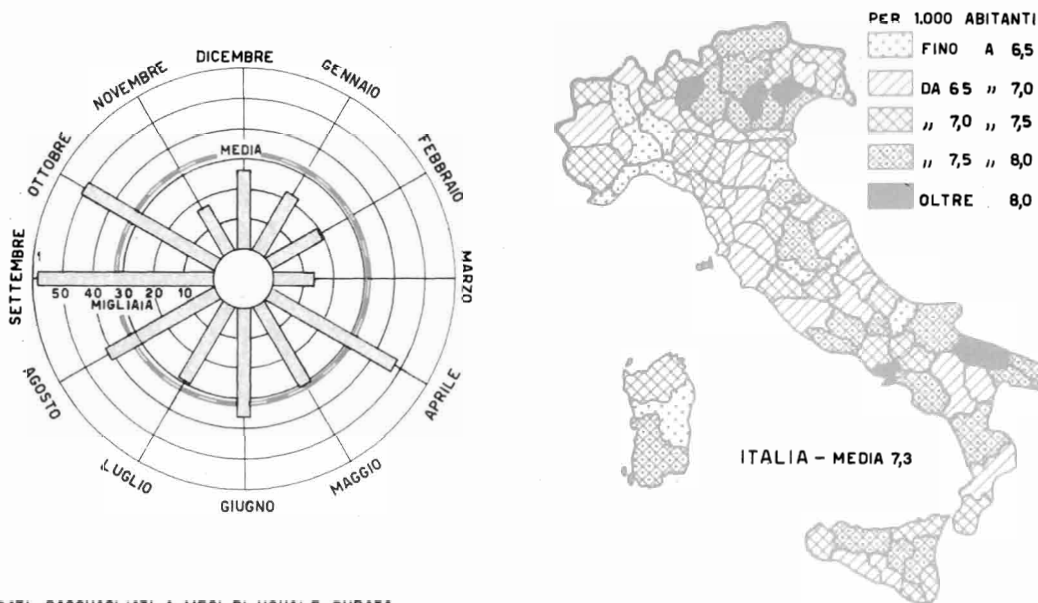 DICEMBRE
GENNAIO
FEBBRAIO
MARZO
APRILE
MAGGIO
GIUGNO
LUGLIO
AGOSTO
SETTEMBRE
OTTOBRE
NOVEMBRE
MEDIA
50 40 30 20 10
MIGLIAIA
PER 1.000 ABITANTI
FINO A 6,5
DA 65 „ 7,0
„ 7,0 „ 7,5
„ 7,5 „ 8,0
OLTRE 8,0
ITALIA – MEDIA 7,3